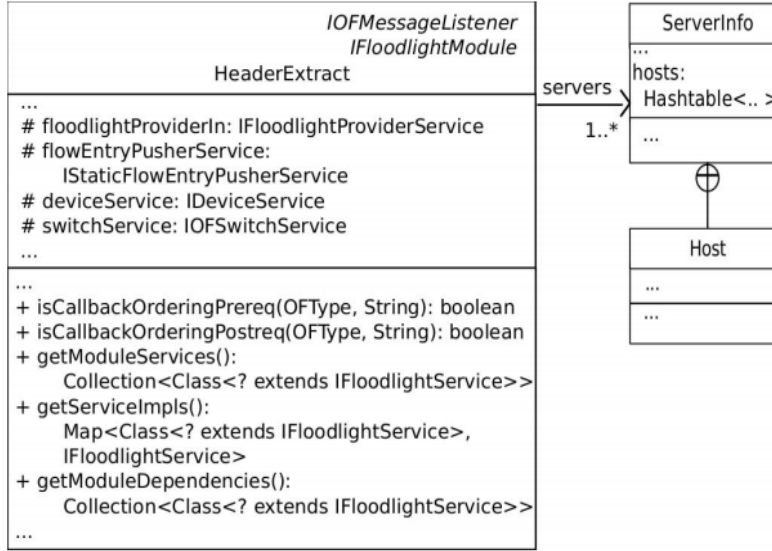 IOFMessageListener
IFloodlightModule
HeaderExtract
...
# floodlightProviderIn: IFloodlightProviderService
# flowEntryPusherService:
IStaticFlowEntryPusherService
# deviceService: IDeviceService
# switchService: IOFSwitchService
...
...
+ isCallbackOrderingPrereq(OFType, String): boolean
+ isCallbackOrderingPostreq(OFType, String): boolean
+ getModuleServices():
Collection<Class<? extends IFloodlightService>>
+ getServiceImpls():
Map<Class<? extends IFloodlightService>,
IFloodlightService>
+ getModuleDependencies():
Collection<Class<? extends IFloodlightService>>
...
servers
1..*
ServerInfo
...
hosts:
Hashtable<.. >
...
Host
...
...